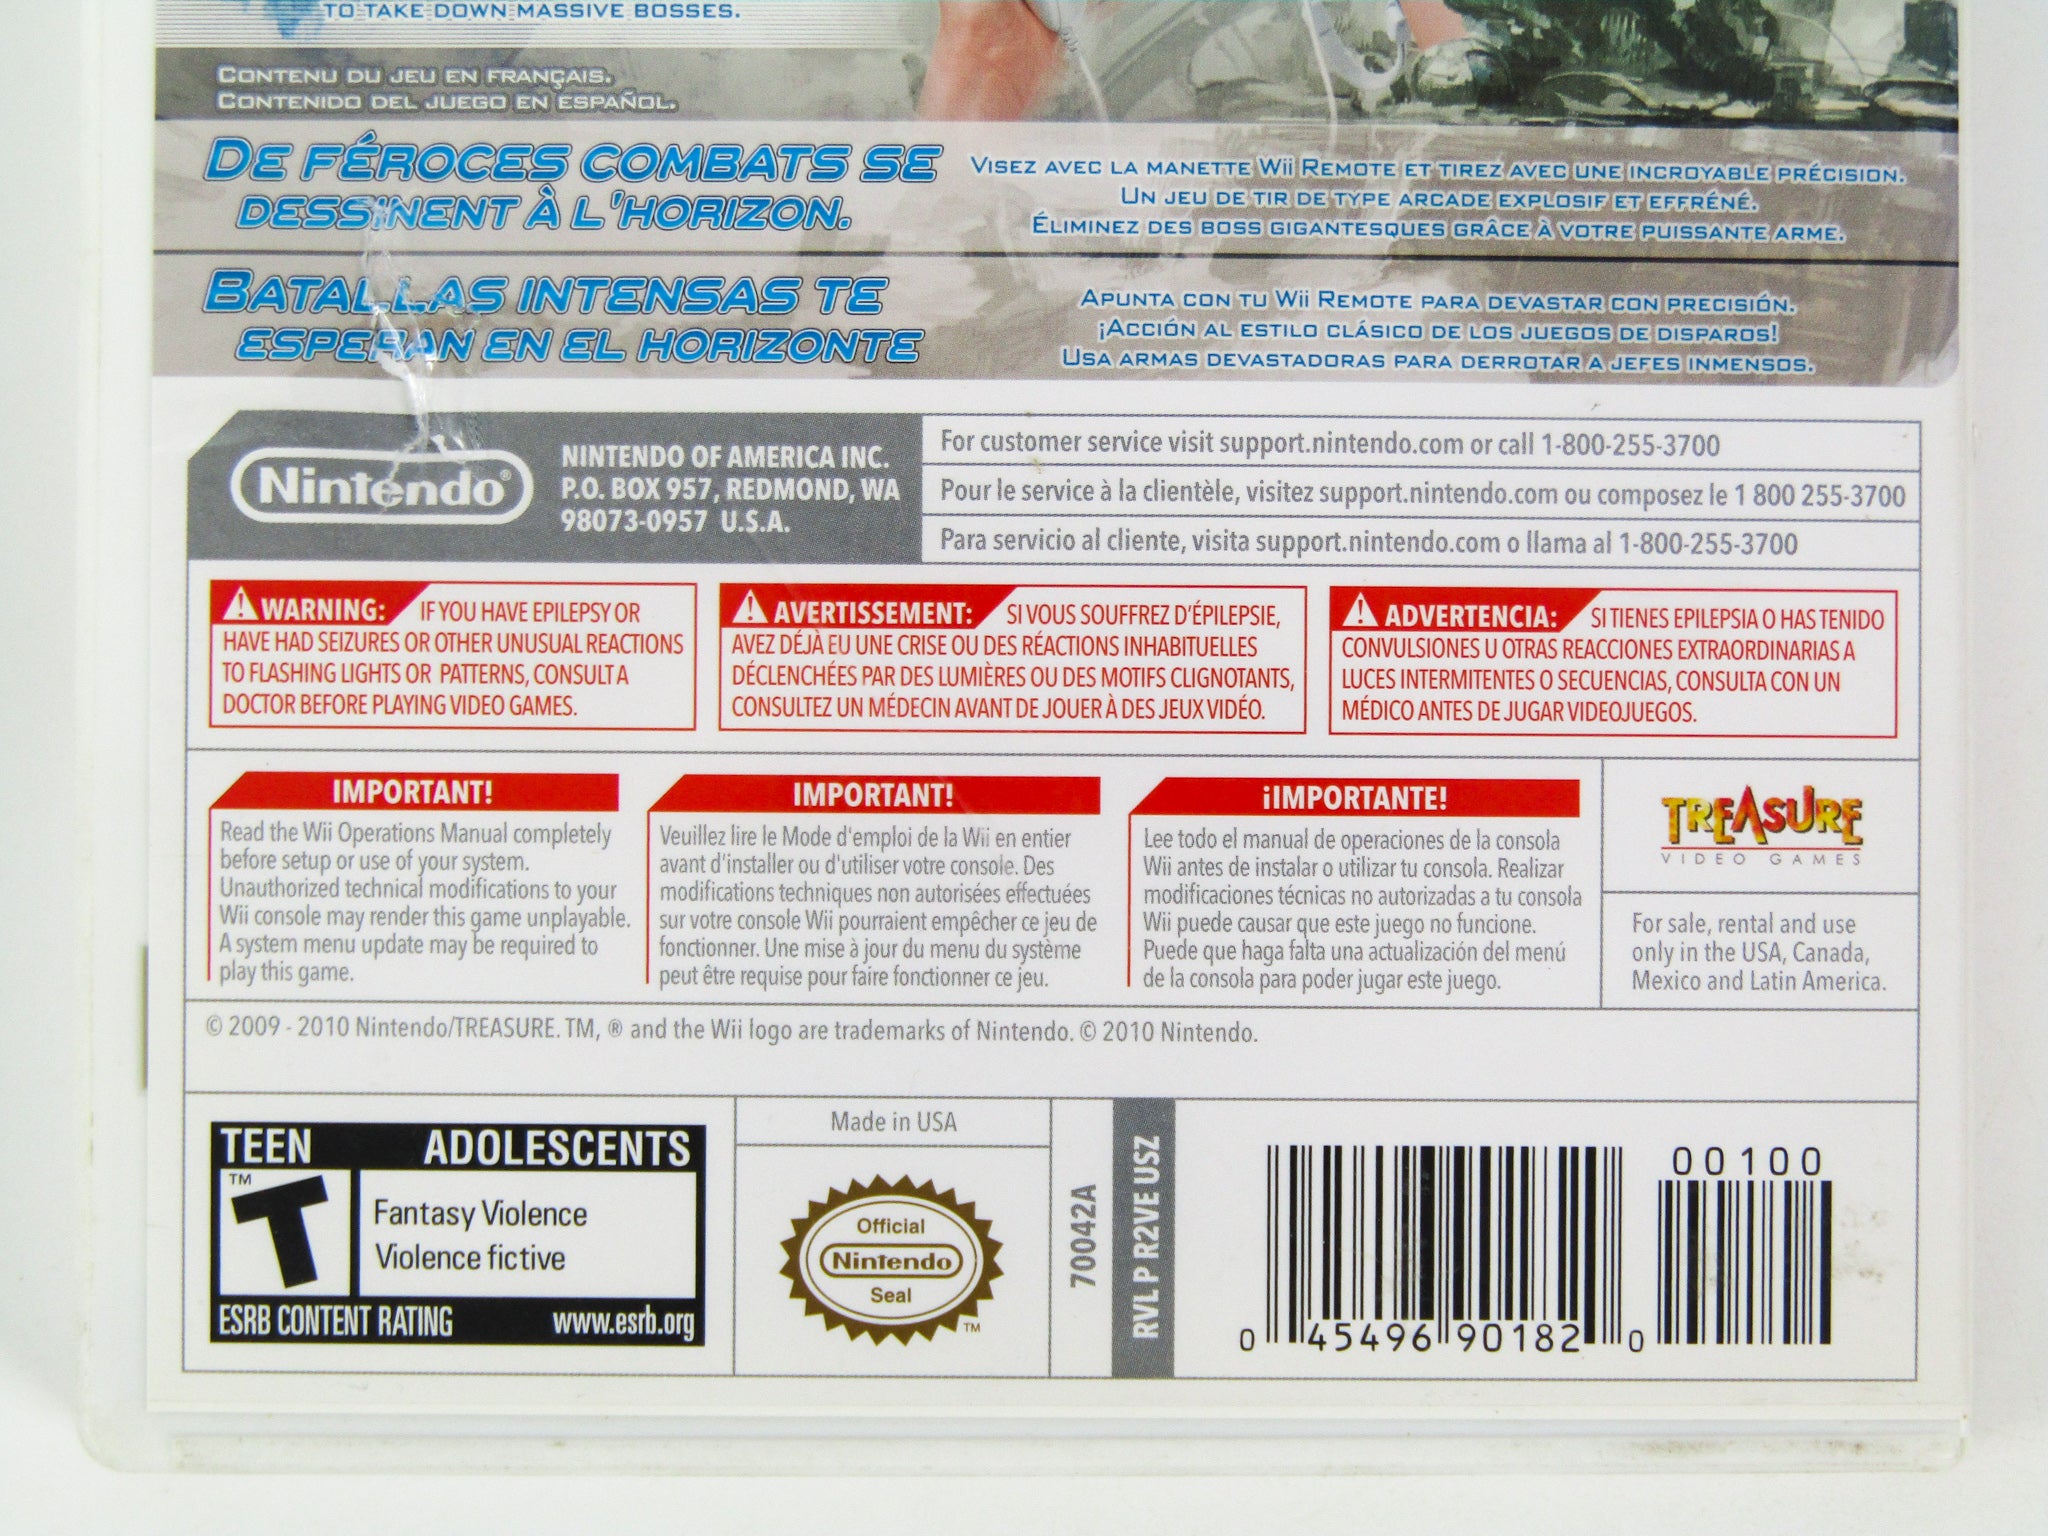 TO TAKE DOWN MASSIVE BOSSES.
CONTENU DU JEU EN FRANÇAIS.
CONTENIDO DEL JUEGO EN ESPAÑOL.
DE FÉROCES COMBATS SE
DESSINENT À L'HORIZON.
VISEZ AVEC LA MANETTE Wii REMOTE ET TIREZ AVEC UNE INCROYABLE PRÉCISION.
UN JEU DE TIR DE TYPE ARCADE EXPLOSIF ET EFFRÉNÉ.
ÉLIMINEZ DES BOSS GIGANTESQUES GRÂCE À VOTRE PUISSANTE ARME.
BATALLAS INTENSAS TE
ESPERAN EN EL HORIZONTE
APUNTA CON TU Wii REMOTE PARA DEVASTAR CON PRECISIÓN.
¡ACCIÓN AL ESTILO CLÁSICO DE LOS JUEGOS DE DISPAROS!
USA ARMAS DEVASTADORAS PARA DERROTAR A JEFES INMENSOS.
Nintendo®
NINTENDO OF AMERICA INC.
P.O. BOX 957, REDMOND, WA
98073-0957 U.S.A.
For customer service visit support.nintendo.com or call 1-800-255-3700
Pour le service à la clientèle, visitez support.nintendo.com ou composez le 1 800 255-3700
Para servicio al cliente, visita support.nintendo.com o llama al 1-800-255-3700
WARNING: IF YOU HAVE EPILEPSY OR
HAVE HAD SEIZURES OR OTHER UNUSUAL REACTIONS
TO FLASHING LIGHTS OR PATTERNS, CONSULT A
DOCTOR BEFORE PLAYING VIDEO GAMES.
AVERTISSEMENT: SI VOUS SOUFFREZ D'ÉPILEPSIE,
AVEZ DÉJÀ EU UNE CRISE OU DES RÉACTIONS INHABITUELLES
DÉCLENCHÉES PAR DES LUMIÈRES OU DES MOTIFS CLIGNOTANTS,
CONSULTEZ UN MÉDECIN AVANT DE JOUER À DES JEUX VIDÉO.
ADVERTENCIA: SI TIENES EPILEPSIA O HAS TENIDO
CONVULSIONES U OTRAS REACCIONES EXTRAORDINARIAS A
LUCES INTERMITENTES O SECUENCIAS, CONSULTA CON UN
MÉDICO ANTES DE JUGAR VIDEOJUEGOS.
IMPORTANT!
Read the Wii Operations Manual completely
before setup or use of your system.
Unauthorized technical modifications to your
Wii console may render this game unplayable.
A system menu update may be required to
play this game.
IMPORTANT!
Veuillez lire le Mode d'emploi de la Wii en entier
avant d'installer ou d'utiliser votre console. Des
modifications techniques non autorisées effectuées
sur votre console Wii pourraient empêcher ce jeu de
fonctionner. Une mise à jour du menu du système
peut être requise pour faire fonctionner ce jeu.
¡IMPORTANTE!
Lee todo el manual de operaciones de la consola
Wii antes de instalar o utilizar tu consola. Realizar
modificaciones técnicas no autorizadas a tu consola
Wii puede causar que este juego no funcione.
Puede que haga falta una actualización del menú
de la consola para poder jugar este juego.
TREASURE
VIDEO GAMES
For sale, rental and use
only in the USA, Canada,
Mexico and Latin America.
© 2009 - 2010 Nintendo/TREASURE. TM, ® and the Wii logo are trademarks of Nintendo. © 2010 Nintendo.
TEEN ADOLESCENTS
T™
Fantasy Violence
Violence fictive
ESRB CONTENT RATING www.esrb.org
Made in USA
Official
Nintendo
Seal
™
70042A
RVL P R2VE USZ
00100
0 45496 90182 0